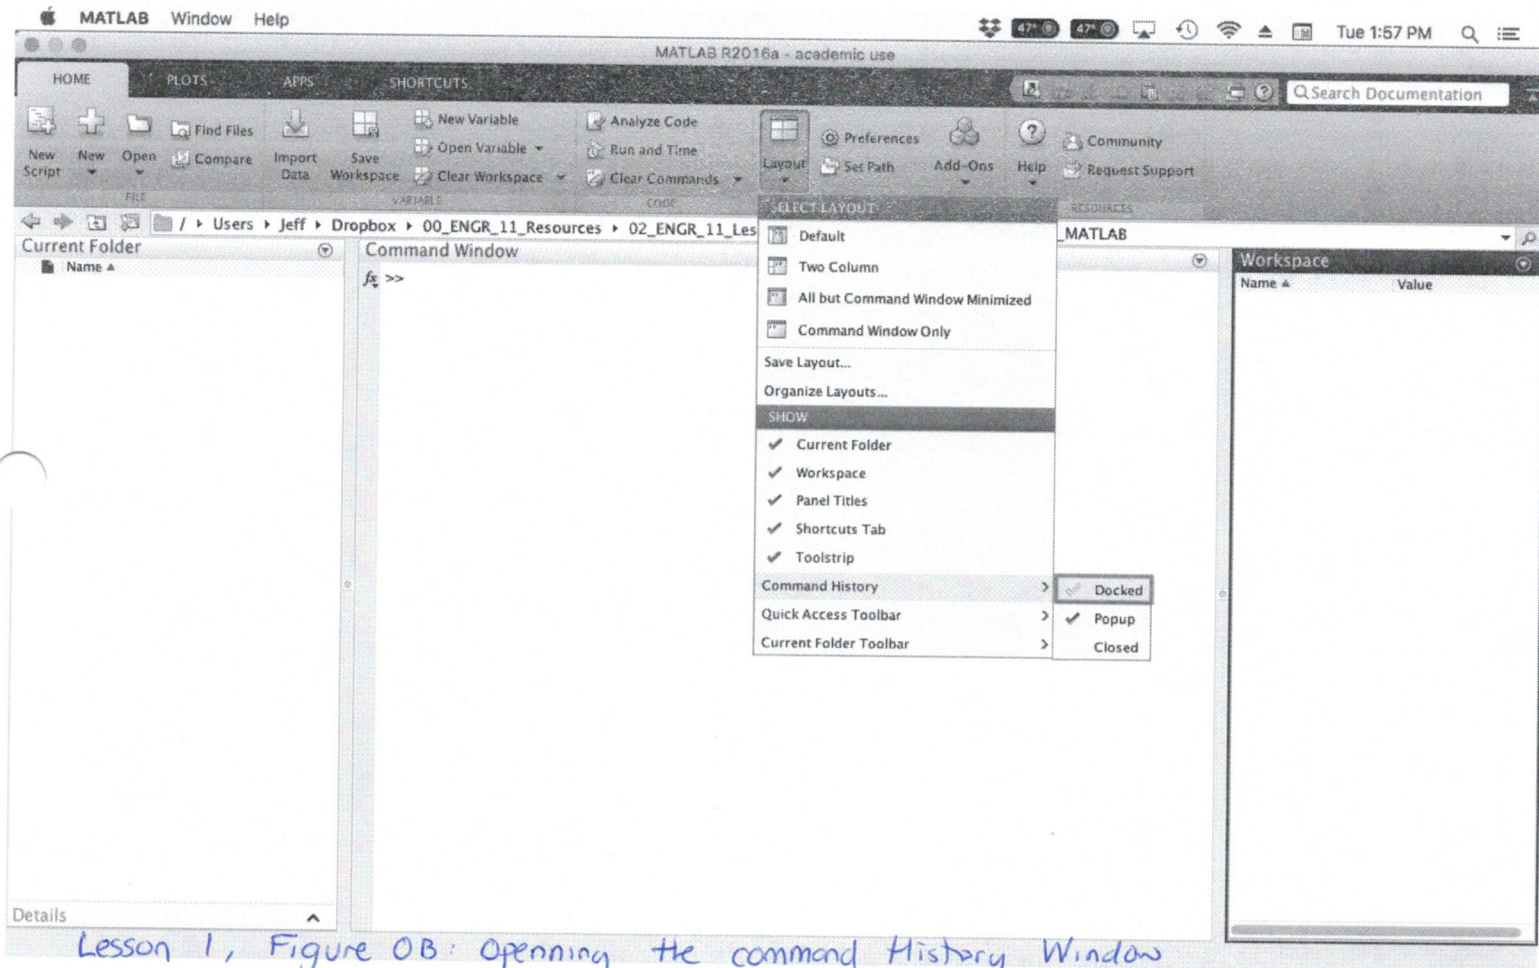 MATLAB Window Help 47° 47° Tue 1:57 PM
MATLAB R2016a - academic use
HOME PLOTS APPS SHORTCUTS Search Documentation
New Script
New
Open
Find Files
Compare
Import Data
Save Workspace
New Variable
Open Variable
Clear Workspace
Analyze Code
Run and Time
Clear Commands
Layout
Preferences
Set Path
Add-Ons
Help
Community
Request Support
FILE VARIABLE CODE RESOURCES
/ Users Jeff Dropbox 00_ENGR_11_Resources 02_ENGR_11_Les _MATLAB
Current Folder
Name
Details
Command Window
fx >>
SELECT LAYOUT
Default
Two Column
All but Command Window Minimized
Command Window Only
Save Layout...
Organize Layouts...
SHOW
Current Folder
Workspace
Panel Titles
Shortcuts Tab
Toolstrip
Command History
Quick Access Toolbar
Current Folder Toolbar
Docked
Popup
Closed
Workspace
Name Value
Lesson 1, Figure 0B: Openning the command History Window